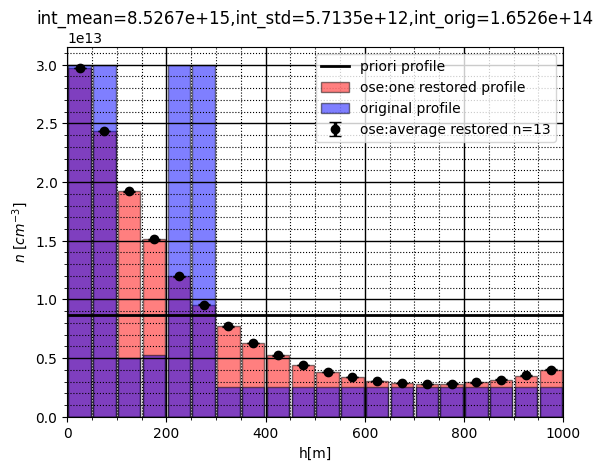 int_mean=8.5267e+15,int_std=5.7135e+12,int_orig=1.6526e+14
1e13
3.0
2.5
2.0
1.5
1.0
0.5
0.0
n [cm⁻³]
priori profile
ose:one restored profile
original profile
ose:average restored n=13
0 200 400 600 800 1000
h[m]